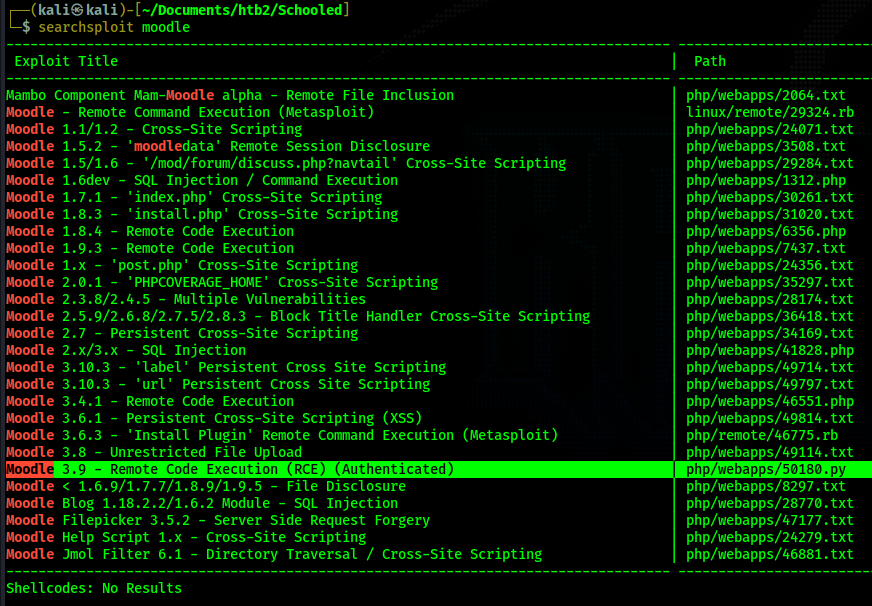 ┌──(kali㉿kali)-[~/Documents/htb2/Schooled]
└─$ searchsploit moodle
Exploit Title | Path
Mambo Component Mam-Moodle alpha - Remote File Inclusion | php/webapps/2064.txt
Moodle - Remote Command Execution (Metasploit) | linux/remote/29324.rb
Moodle 1.1/1.2 - Cross-Site Scripting | php/webapps/24071.txt
Moodle 1.5.2 - 'moodledata' Remote Session Disclosure | php/webapps/3508.txt
Moodle 1.5/1.6 - '/mod/forum/discuss.php?navtail' Cross-Site Scripting | php/webapps/29284.txt
Moodle 1.6dev - SQL Injection / Command Execution | php/webapps/1312.php
Moodle 1.7.1 - 'index.php' Cross-Site Scripting | php/webapps/30261.txt
Moodle 1.8.3 - 'install.php' Cross-Site Scripting | php/webapps/31020.txt
Moodle 1.8.4 - Remote Code Execution | php/webapps/6356.php
Moodle 1.9.3 - Remote Code Execution | php/webapps/7437.txt
Moodle 1.x - 'post.php' Cross-Site Scripting | php/webapps/24356.txt
Moodle 2.0.1 - 'PHPCOVERAGE_HOME' Cross-Site Scripting | php/webapps/35297.txt
Moodle 2.3.8/2.4.5 - Multiple Vulnerabilities | php/webapps/28174.txt
Moodle 2.5.9/2.6.8/2.7.5/2.8.3 - Block Title Handler Cross-Site Scripting | php/webapps/36418.txt
Moodle 2.7 - Persistent Cross-Site Scripting | php/webapps/34169.txt
Moodle 2.x/3.x - SQL Injection | php/webapps/41828.php
Moodle 3.10.3 - 'label' Persistent Cross Site Scripting | php/webapps/49714.txt
Moodle 3.10.3 - 'url' Persistent Cross Site Scripting | php/webapps/49797.txt
Moodle 3.4.1 - Remote Code Execution | php/webapps/46551.php
Moodle 3.6.1 - Persistent Cross-Site Scripting (XSS) | php/webapps/49814.txt
Moodle 3.6.3 - 'Install Plugin' Remote Command Execution (Metasploit) | php/remote/46775.rb
Moodle 3.8 - Unrestricted File Upload | php/webapps/49114.txt
Moodle 3.9 - Remote Code Execution (RCE) (Authenticated) | php/webapps/50180.py
Moodle < 1.6.9/1.7.7/1.8.9/1.9.5 - File Disclosure | php/webapps/8297.txt
Moodle Blog 1.18.2.2/1.6.2 Module - SQL Injection | php/webapps/28770.txt
Moodle Filepicker 3.5.2 - Server Side Request Forgery | php/webapps/47177.txt
Moodle Help Script 1.x - Cross-Site Scripting | php/webapps/24279.txt
Moodle Jmol Filter 6.1 - Directory Traversal / Cross-Site Scripting | php/webapps/46881.txt
Shellcodes: No Results